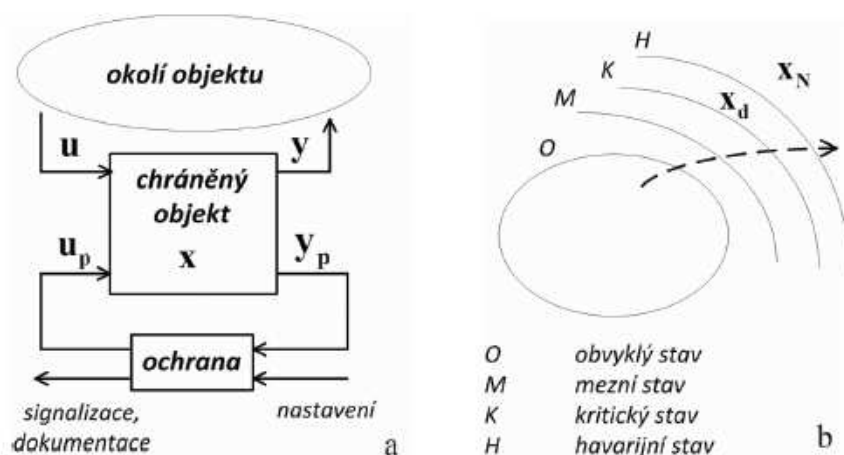 okolí objektu
u
y
chráněný
objekt
x
u_p
y_p
ochrana
signalizace,
dokumentace
nastavení
a
H
K
M
O
x_N
x_d
O obvyklý stav
M mezní stav
K kritický stav
H havarijní stav
b